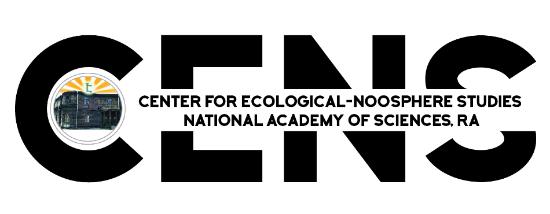 CENS
CENTER FOR ECOLOGICAL-NOOSPHERE STUDIES
NATIONAL ACADEMY OF SCIENCES, RA